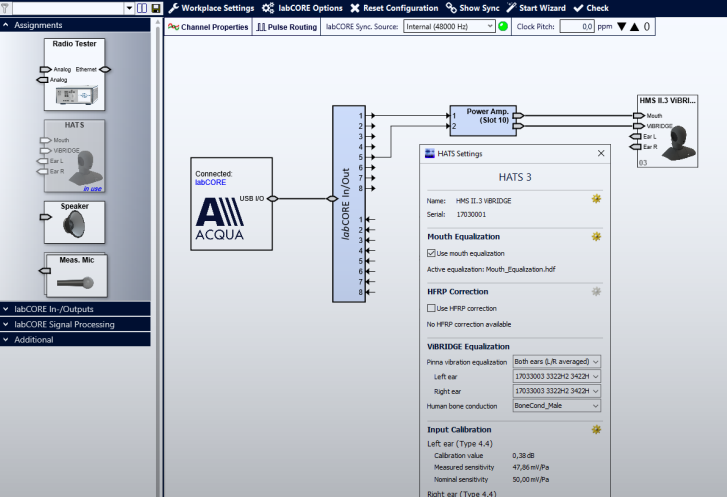 Workplace Settings labCORE Options Reset Configuration Show Sync Start Wizard Check
Assignments
Channel Properties Pulse Routing labCORE Sync. Source: Internal (48000 Hz) Clock Pitch: 0,0 ppm ▼ ▲ 0
Radio Tester
Analog Ethernet
Analog
HATS
Mouth
ViBRIDGE
Ear L
Ear R
in use
Speaker
Meas. Mic
labCORE In-/Outputs
labCORE Signal Processing
Additional
Connected:
labCORE
USB I/O
ACQUA
labCORE In/Out
1
2
3
4
5
6
7
8
1
2
3
4
5
6
7
8
Power Amp.
(Slot 10)
1
2
HMS II.3 ViBRI...
Mouth
ViBRIDGE
Ear L
Ear R
03
HATS Settings
HATS 3
Name: HMS II.3 ViBRIDGE
Serial: 17030001
Mouth Equalization
Use mouth equalization
Active equalization: Mouth_Equalization.hdf
HFRP Correction
Use HFRP correction
No HFRP correction available
ViBRIDGE Equalization
Pinna vibration equalization Both ears (L/R averaged)
Left ear 17033003 3322H2 3422H
Right ear 17033003 3322H2 3422H
Human bone conduction BoneCond_Male
Input Calibration
Left ear (Type 4.4)
Calibration value 0,38 dB
Measured sensitivity 47,86 mV/Pa
Nominal sensitivity 50,00 mV/Pa
Right ear (Type 4.4)